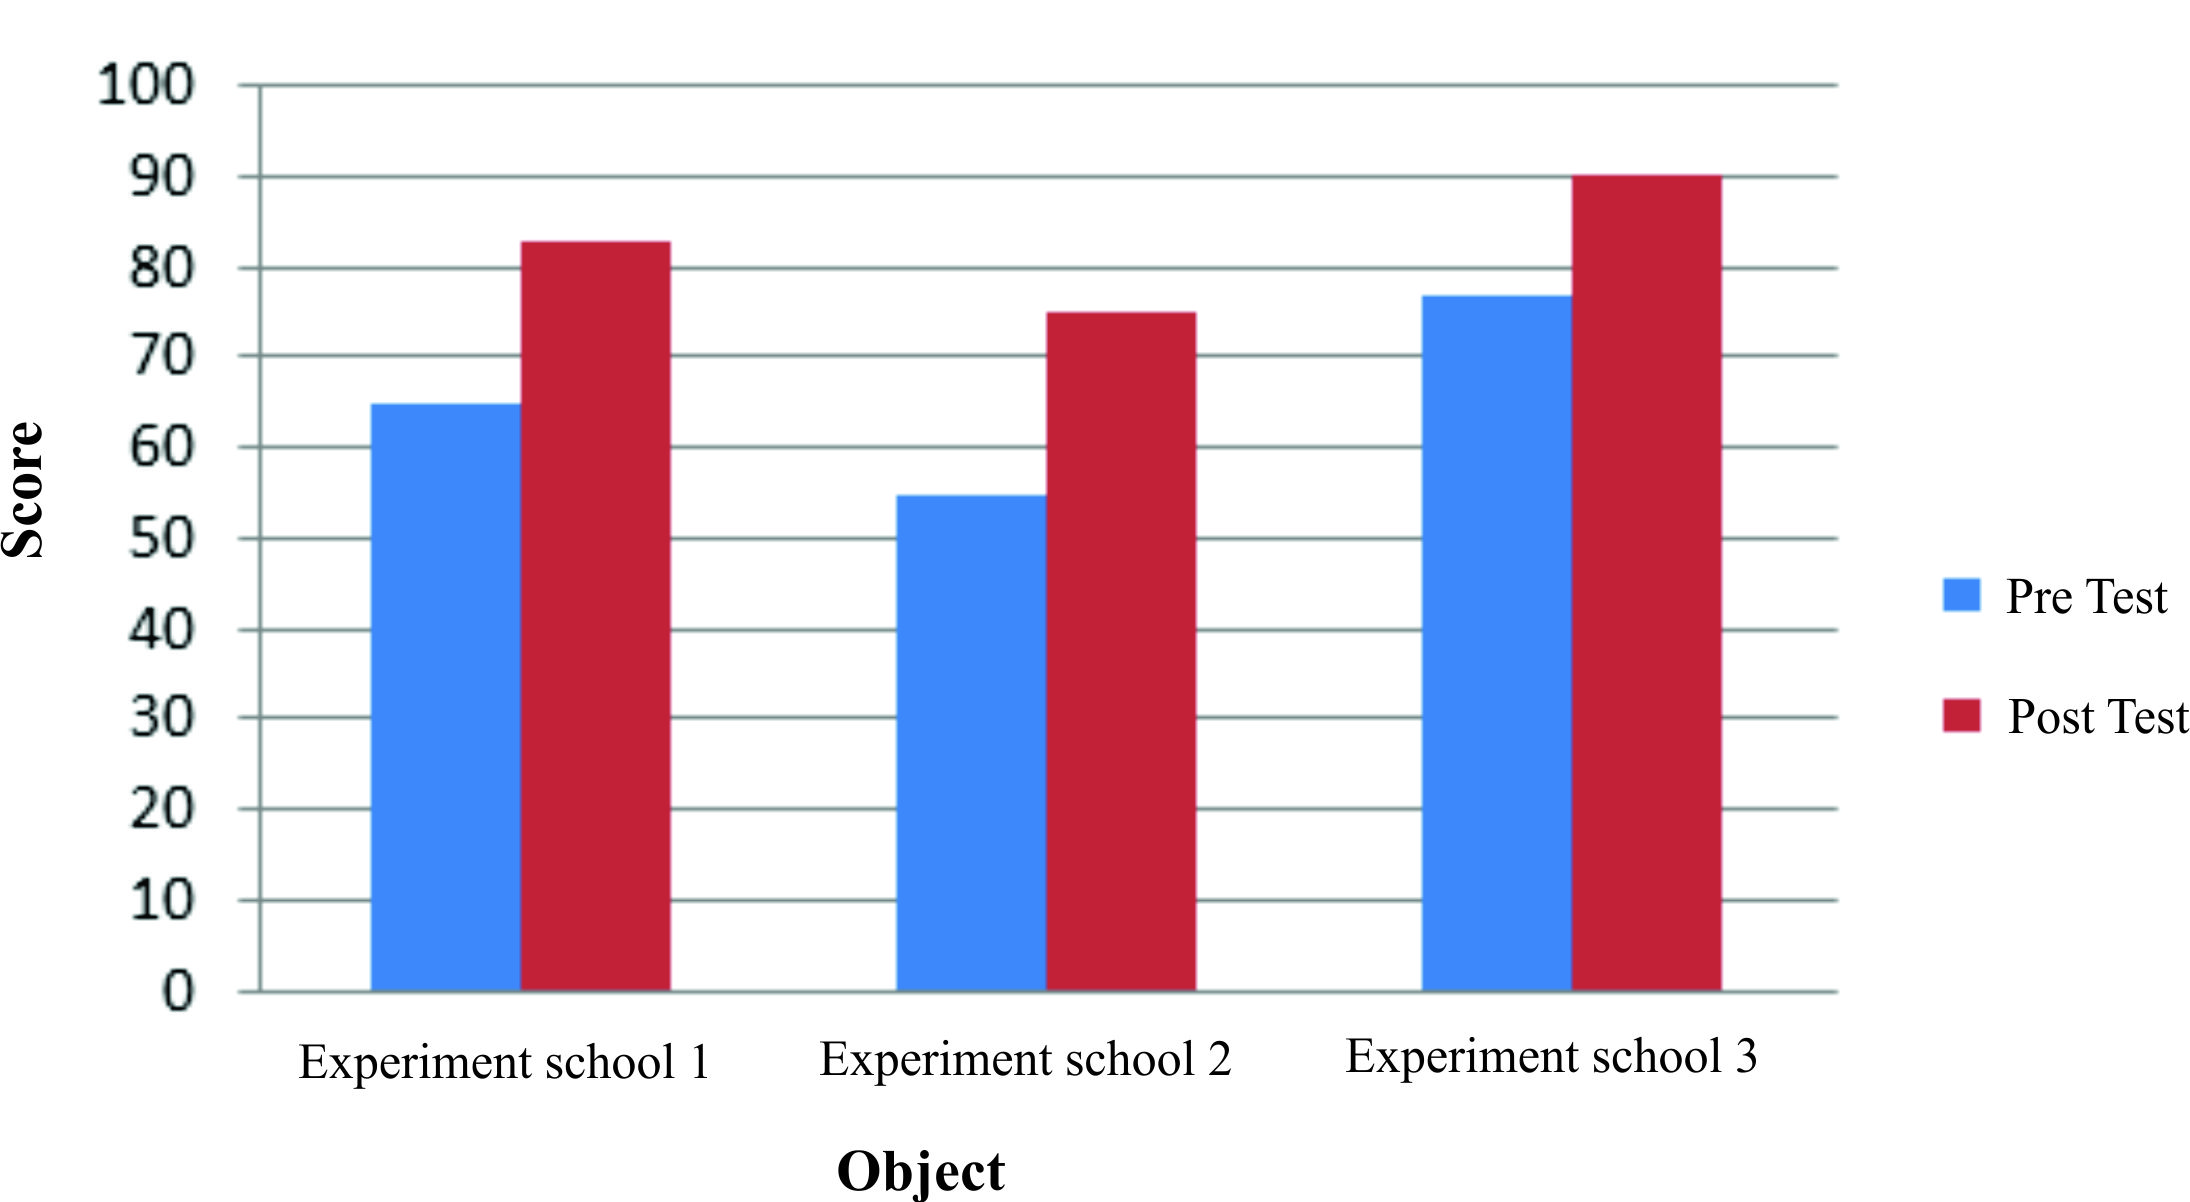 100
90
80
70
60
50
40
30
20
10
0
Score
Experiment school 1
Experiment school 2
Experiment school 3
Object
Pre Test
Post Test